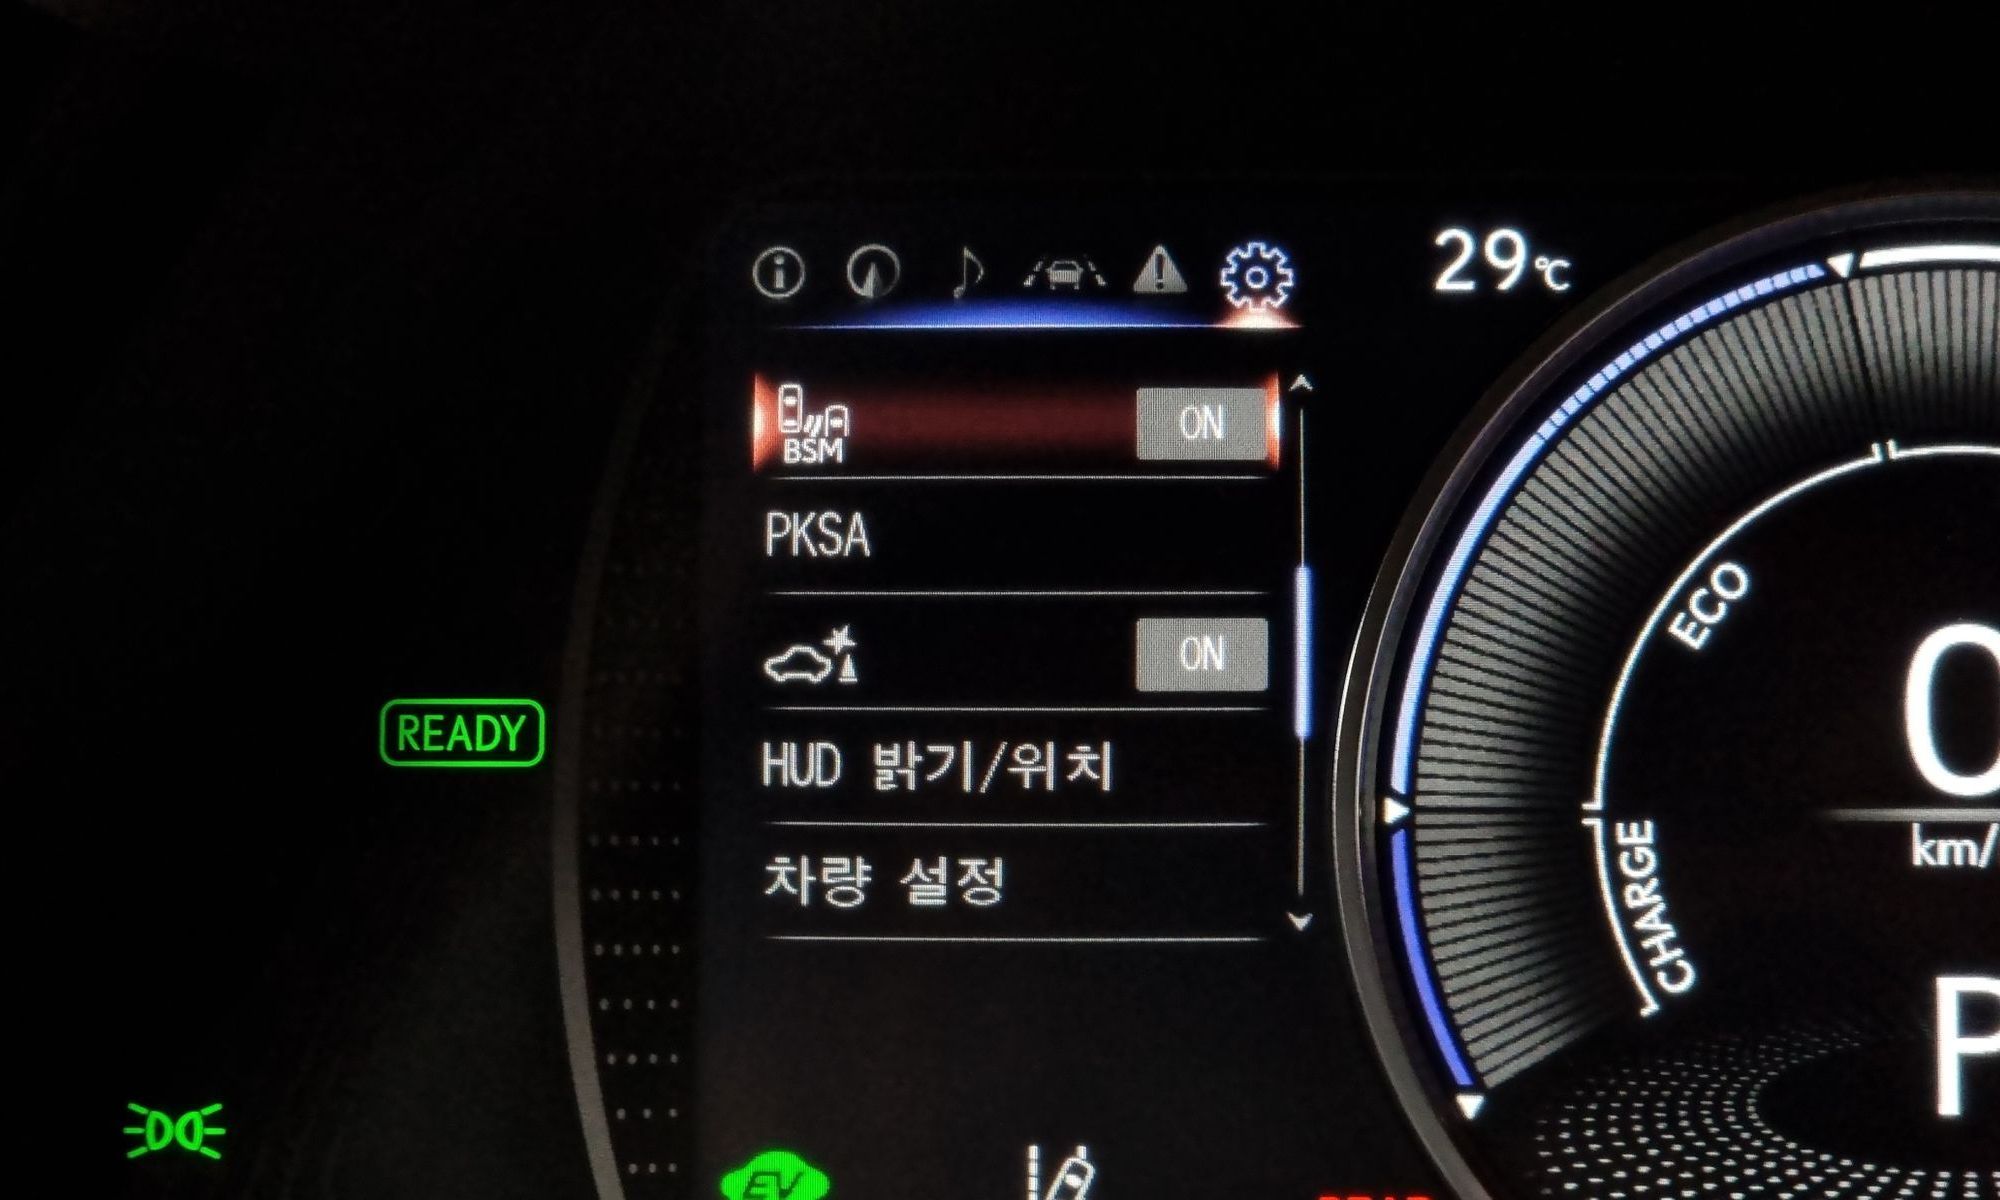 29℃
BSM ON
PKSA
ON
HUD 밝기/위치
차량 설정
READY
ECO
CHARGE
0
km/
P
EV